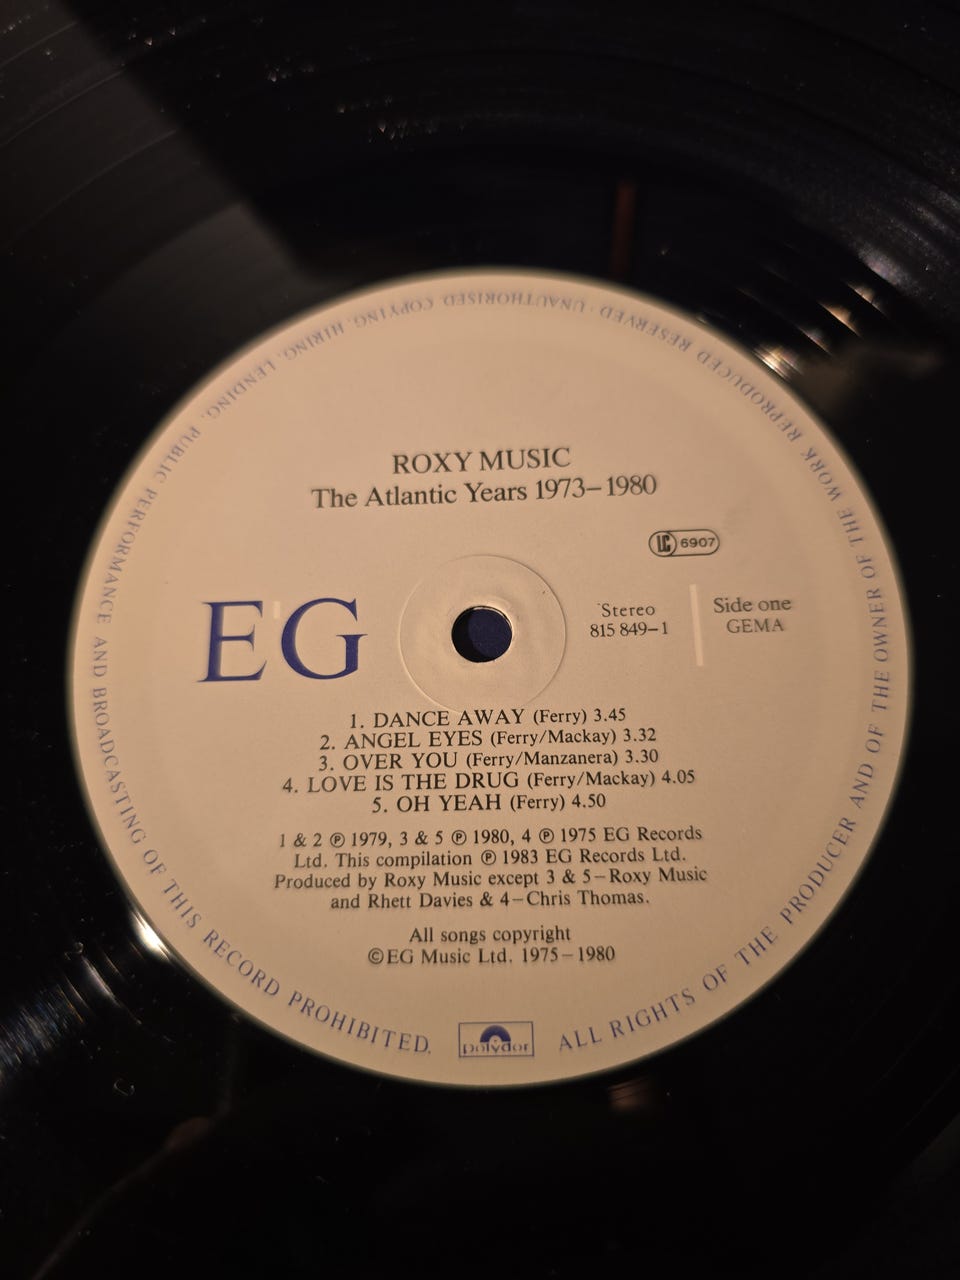 ROXY MUSIC
The Atlantic Years 1973–1980
LC 6907
EG
Stereo
815 849–1
Side one
GEMA
1. DANCE AWAY (Ferry) 3.45
2. ANGEL EYES (Ferry/Mackay) 3.32
3. OVER YOU (Ferry/Manzanera) 3.30
4. LOVE IS THE DRUG (Ferry/Mackay) 4.05
5. OH YEAH (Ferry) 4.50
1 & 2 ℗ 1979, 3 & 5 ℗ 1980, 4 ℗ 1975 EG Records
Ltd. This compilation ℗ 1983 EG Records Ltd.
Produced by Roxy Music except 3 & 5–Roxy Music
and Rhett Davies & 4–Chris Thomas.
All songs copyright
©EG Music Ltd. 1975–1980
polydor
ALL RIGHTS OF THE PRODUCER AND OF THE OWNER OF THE WORK REPRODUCED RESERVED · UNAUTHORISED COPYING, HIRING, LENDING, PUBLIC PERFORMANCE AND BROADCASTING OF THIS RECORD PROHIBITED.